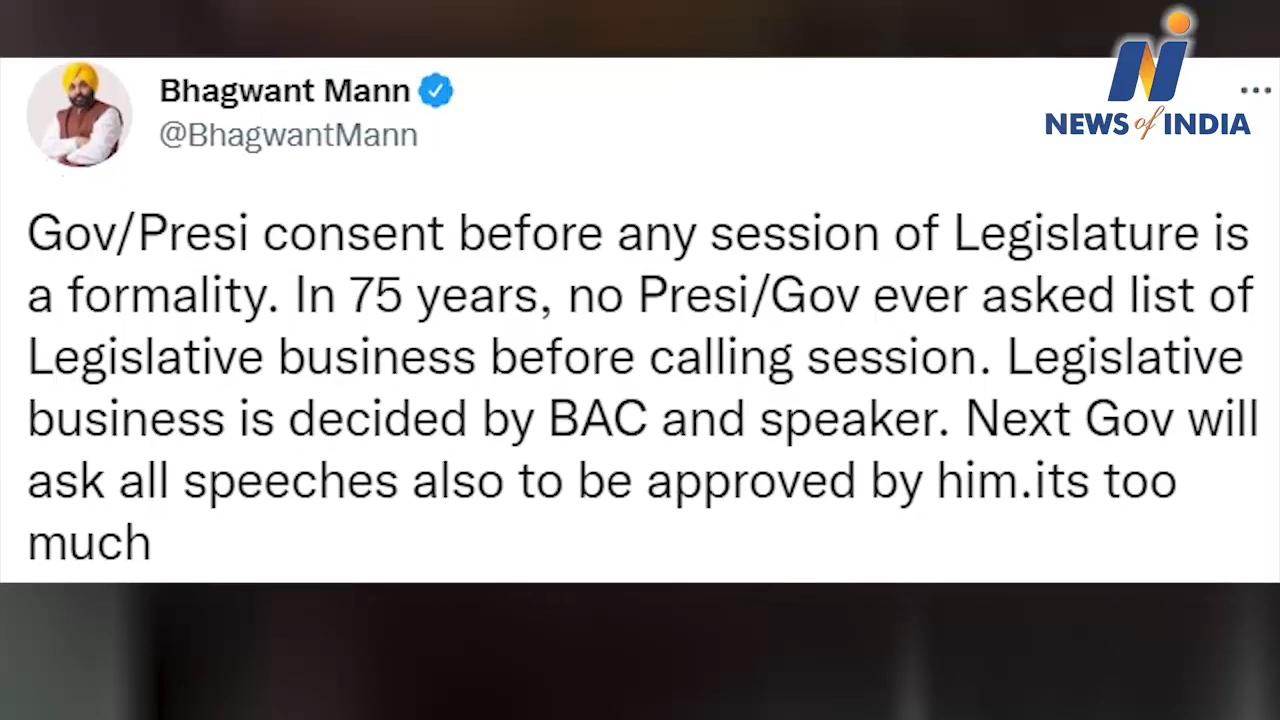 Bhagwant Mann
@BhagwantMann
NEWS of INDIA
Gov/Presi consent before any session of Legislature is
a formality. In 75 years, no Presi/Gov ever asked list of
Legislative business before calling session. Legislative
business is decided by BAC and speaker. Next Gov will
ask all speeches also to be approved by him.its too
much